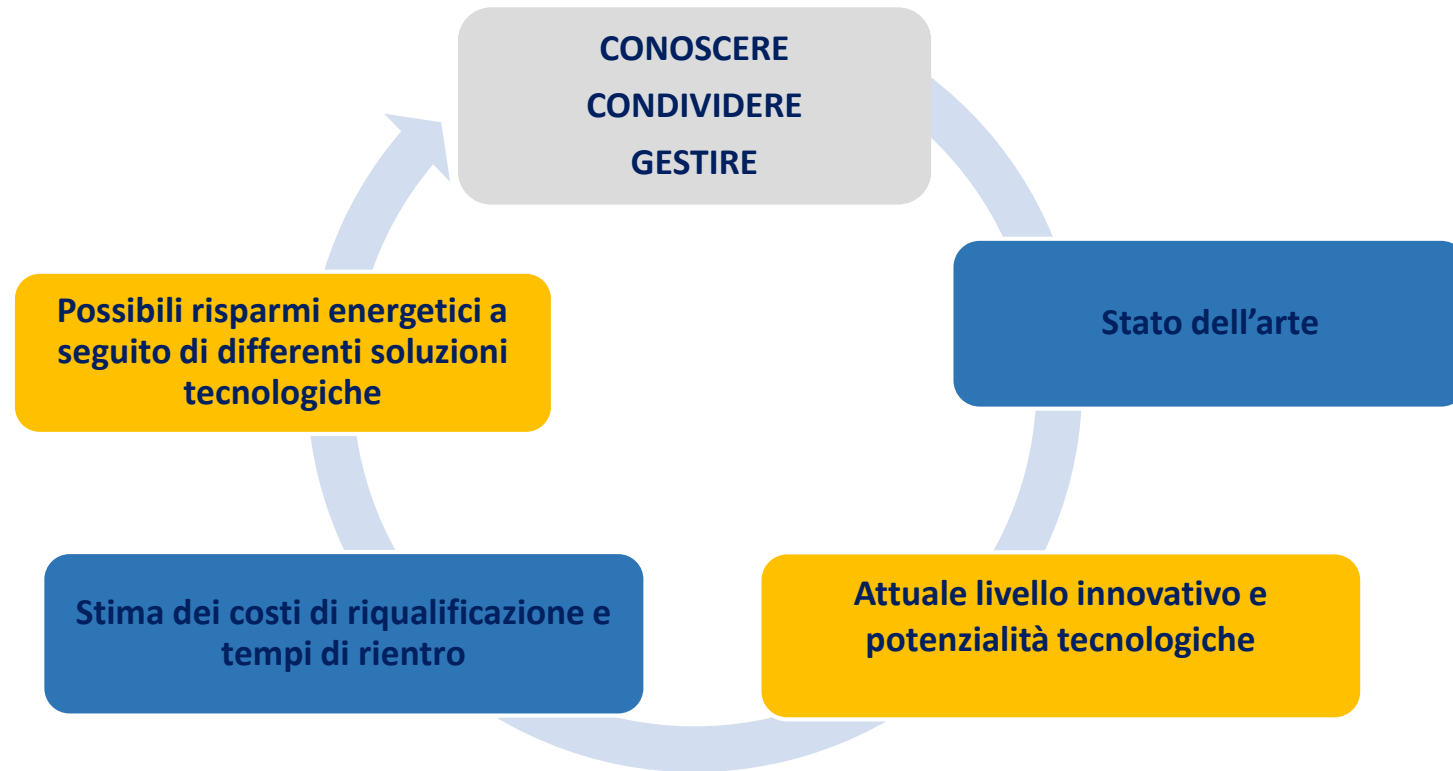 CONOSCERE
CONDIVIDERE
GESTIRE
Stato dell’arte
Attuale livello innovativo e
potenzialità tecnologiche
Stima dei costi di riqualificazione e
tempi di rientro
Possibili risparmi energetici a
seguito di differenti soluzioni
tecnologiche